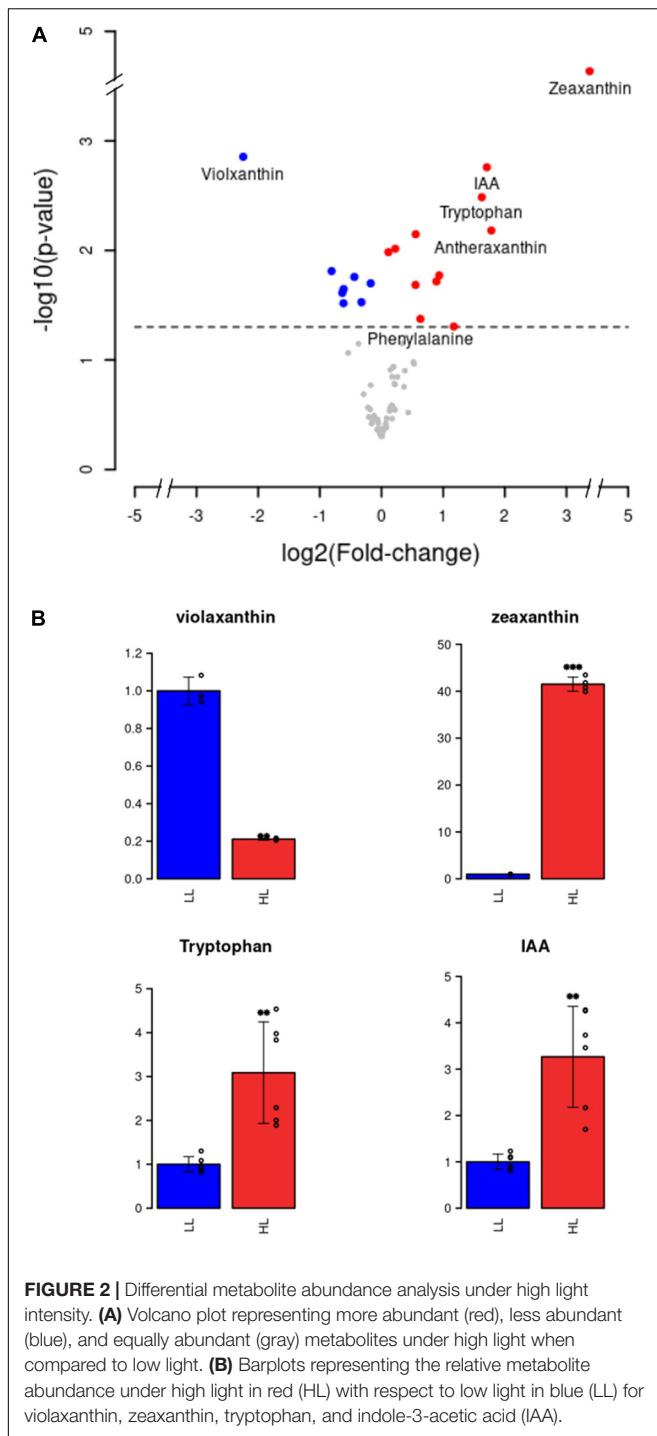 A
5
Zeaxanthin
3
Violxanthin
IAA
Tryptophan
2
Antheraxanthin
-log10(p-value)
Phenylalanine
1
0
-5 -3 -2 -1 0 1 2 3 5
log2(Fold-change)
B
violaxanthin
1.2
1.0
0.8
0.6
0.4
0.2
0.0
LL
HL
zeaxanthin
50
40
30
20
10
0
LL
HL
Tryptophan
5
4
3
2
1
0
LL
HL
IAA
5
4
3
2
1
0
LL
HL
FIGURE 2 | Differential metabolite abundance analysis under high light
intensity. (A) Volcano plot representing more abundant (red), less abundant
(blue), and equally abundant (gray) metabolites under high light when
compared to low light. (B) Barplots representing the relative metabolite
abundance under high light in red (HL) with respect to low light in blue (LL) for
violaxanthin, zeaxanthin, tryptophan, and indole-3-acetic acid (IAA).